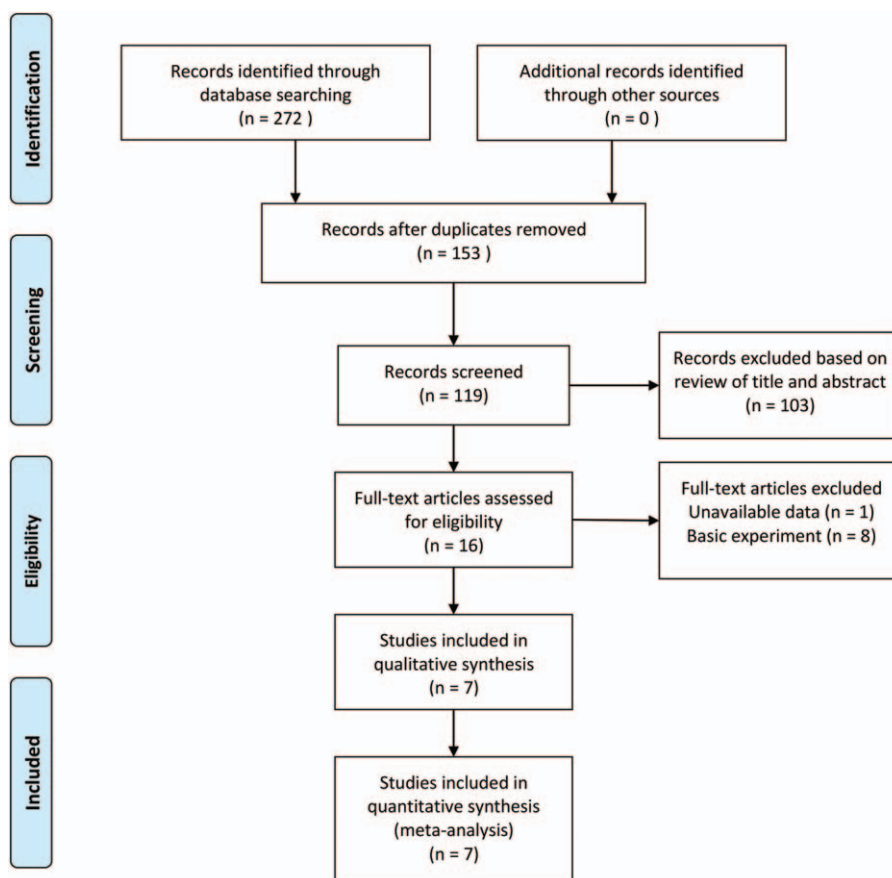 Identification
Records identified through
database searching
(n = 272 )
Additional records identified
through other sources
(n = 0 )
Records after duplicates removed
(n = 153 )
Screening
Records screened
(n = 119)
Records excluded based on
review of title and abstract
(n = 103)
Eligibility
Full-text articles assessed
for eligibility
(n = 16)
Full-text articles excluded
Unavailable data (n = 1)
Basic experiment (n = 8)
Studies included in
qualitative synthesis
(n = 7)
Included
Studies included in
quantitative synthesis
(meta-analysis)
(n = 7)